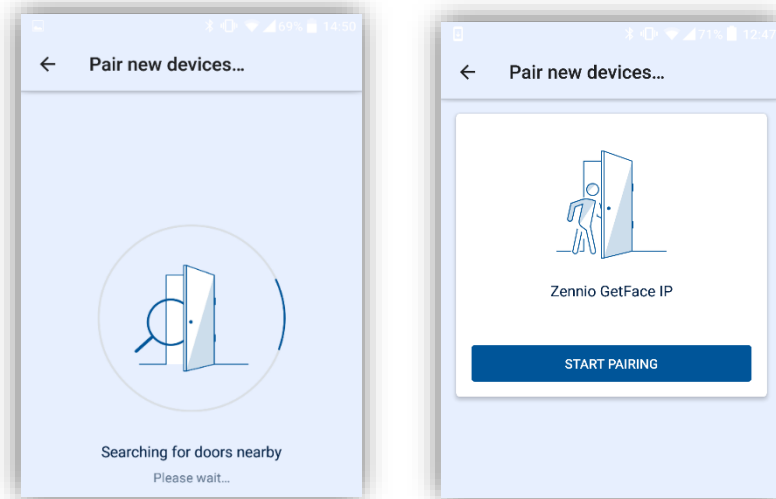 69% 14:50
Pair new devices...
Searching for doors nearby
Please wait...
71% 12:47
Pair new devices...
Zennio GetFace IP
START PAIRING